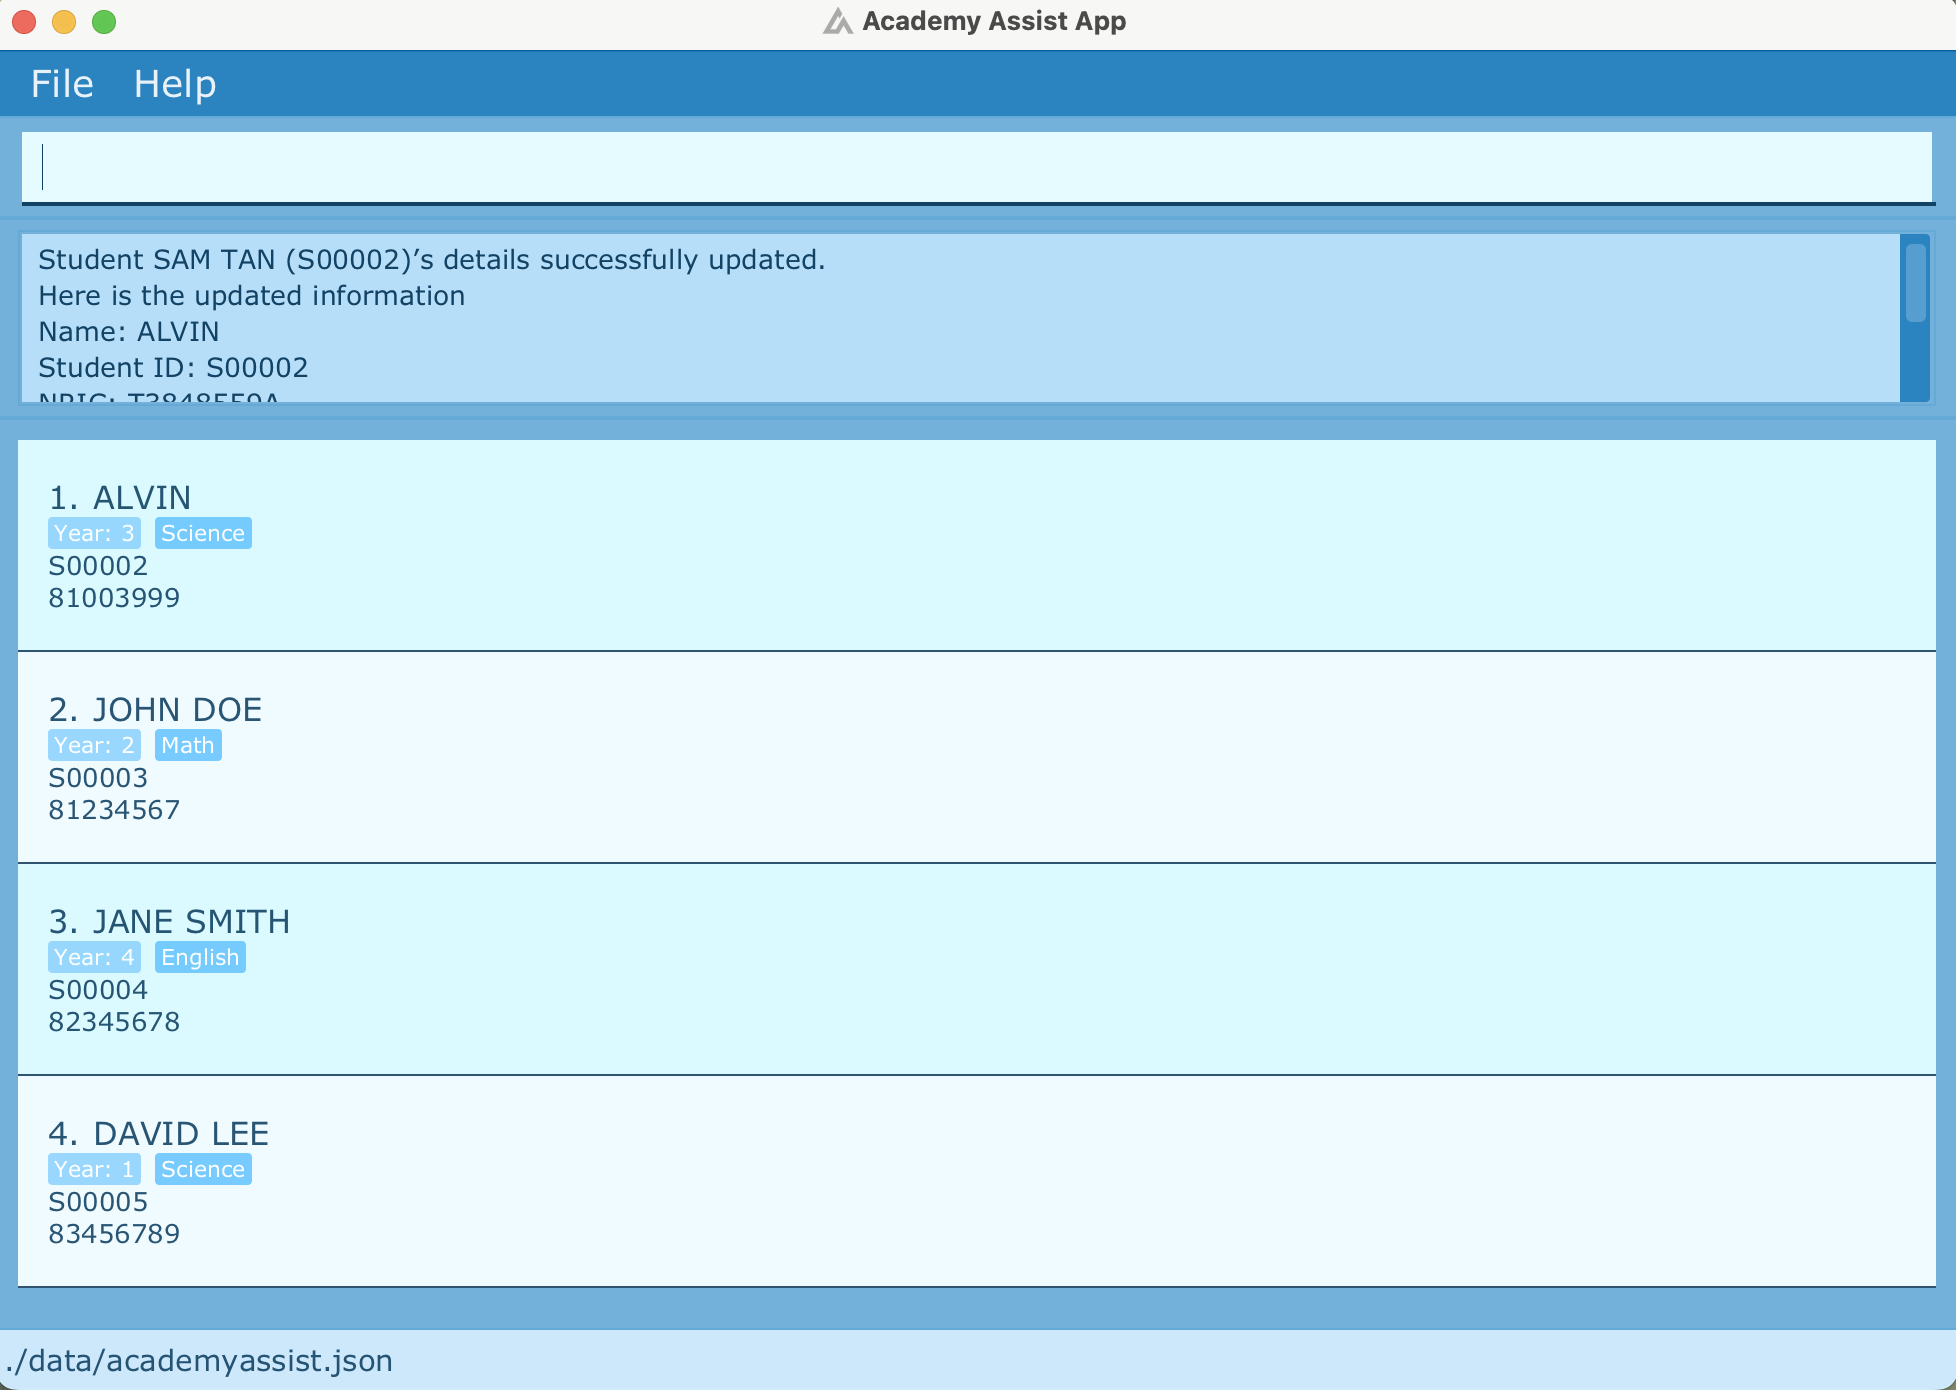 Academy Assist App
File Help
Student SAM TAN (S00002)’s details successfully updated.
Here is the updated information
Name: ALVIN
Student ID: S00002
NRIC: T3848559A
1. ALVIN
Year: 3 Science
S00002
81003999
2. JOHN DOE
Year: 2 Math
S00003
81234567
3. JANE SMITH
Year: 4 English
S00004
82345678
4. DAVID LEE
Year: 1 Science
S00005
83456789
./data/academyassist.json